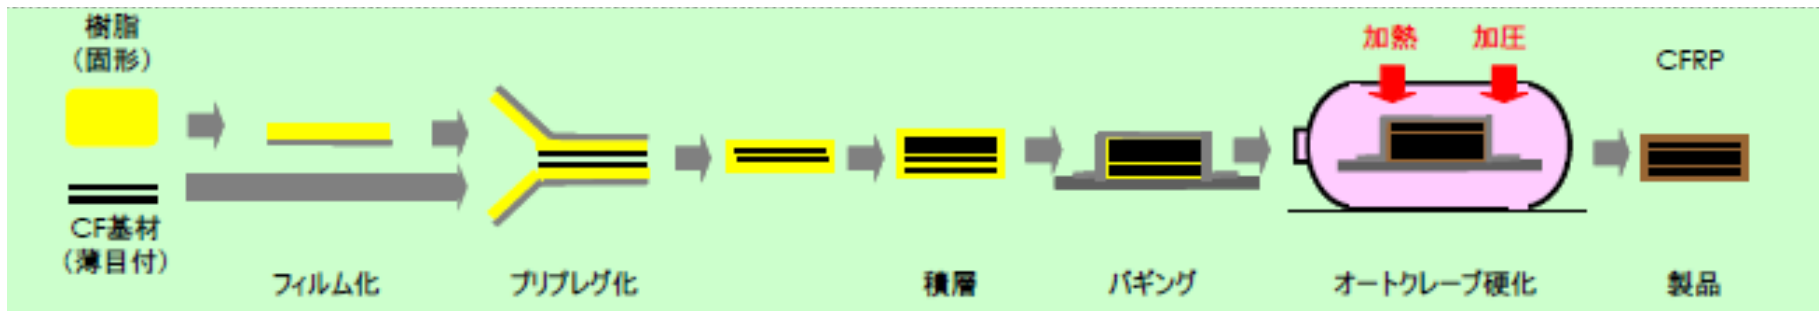 樹脂
（固形）
CF基材
（薄目付）
フィルム化
プリプレグ化
積層
バギング
加熱
加圧
オートクレーブ硬化
CFRP
製品